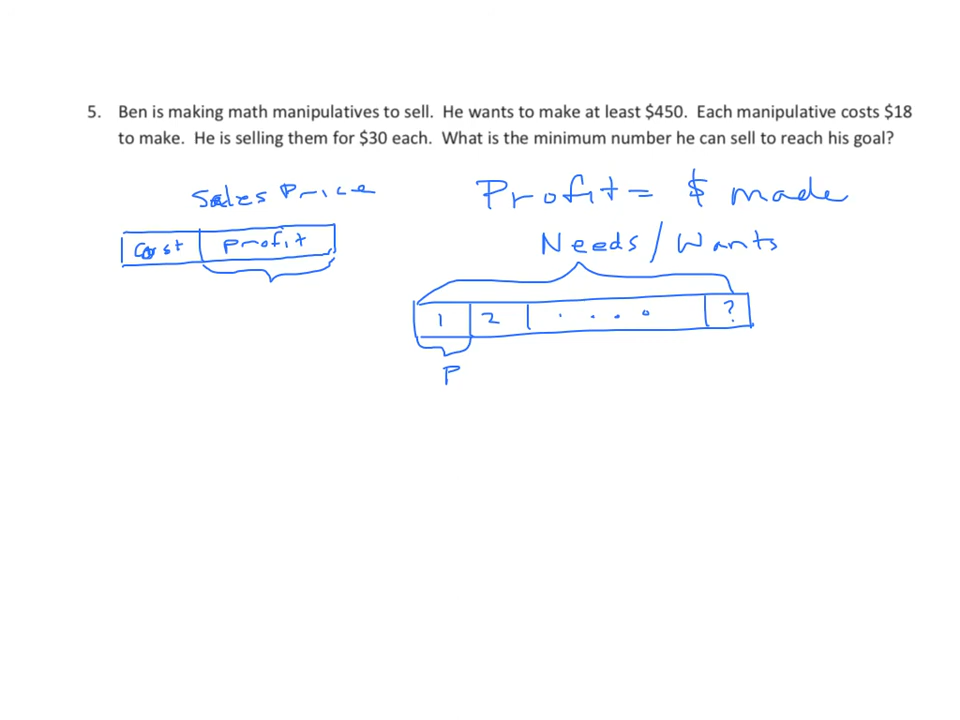 5. Ben is making math manipulatives to sell. He wants to make at least $450. Each manipulative costs $18
to make. He is selling them for $30 each. What is the minimum number he can sell to reach his goal?
Sales Price
Cost Profit
Profit = $ made
Needs/Wants
1 2 . . . . ?
P